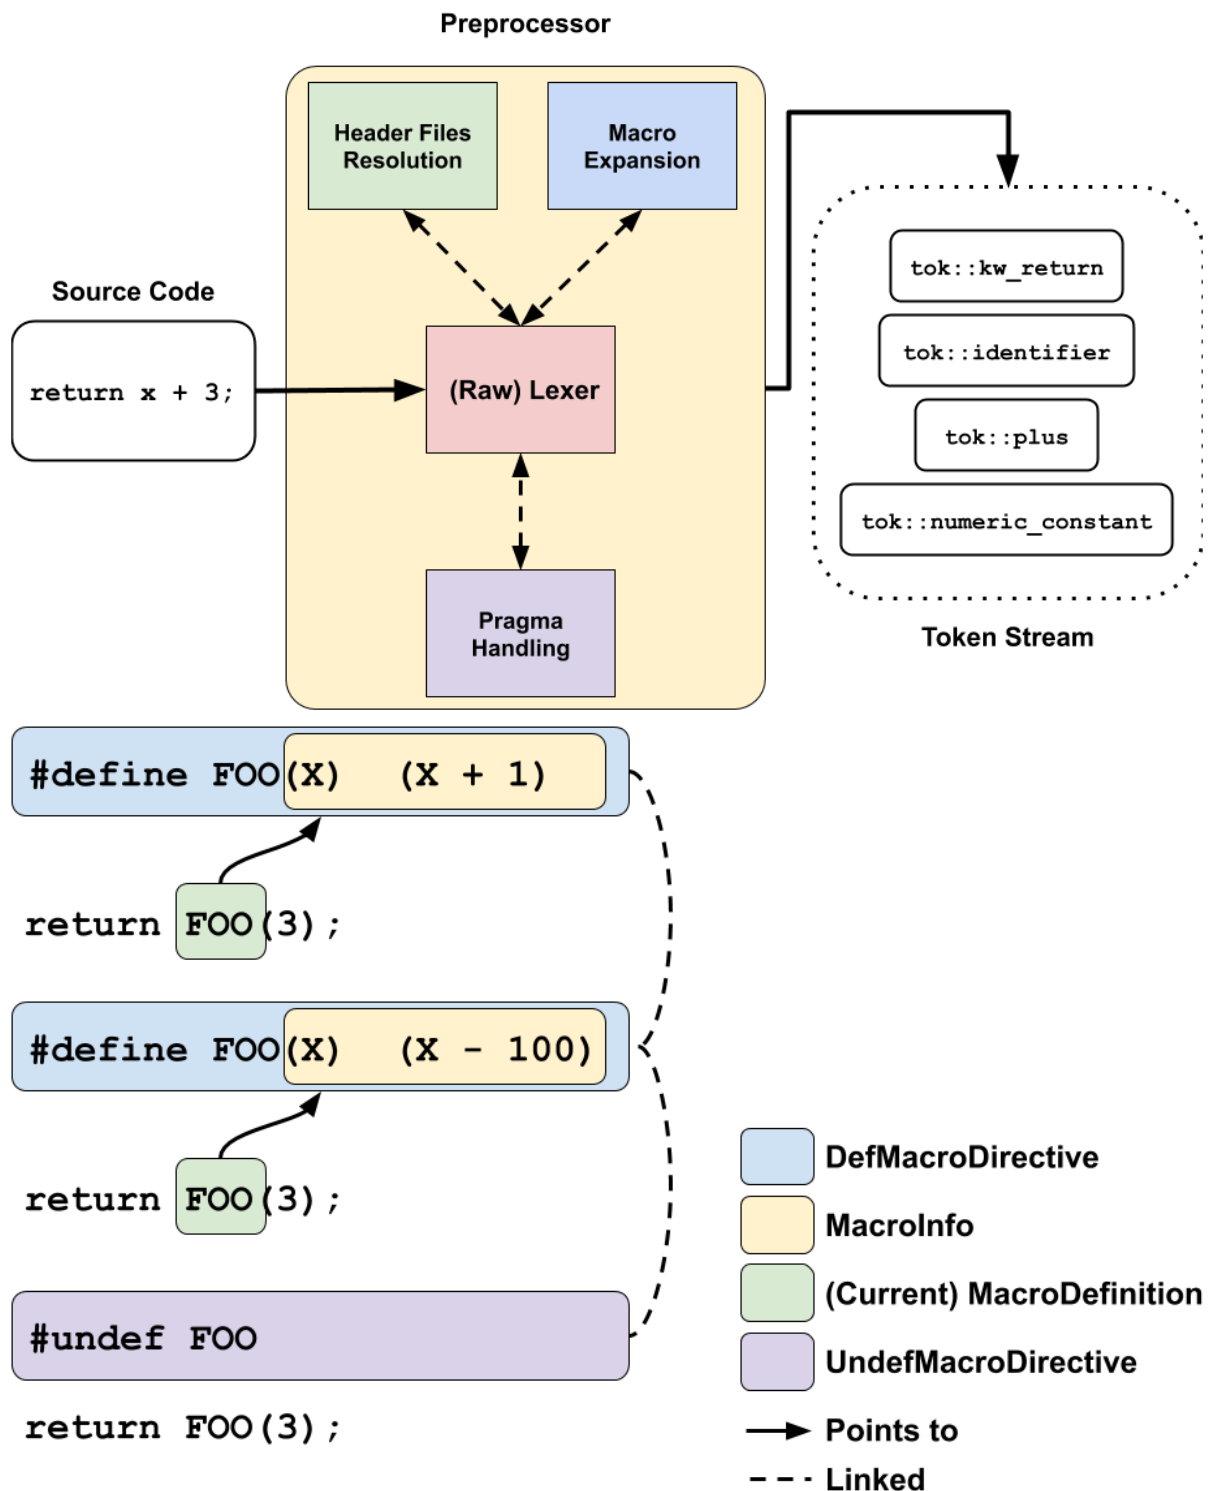 Preprocessor
Header Files
Resolution
Macro
Expansion
Source Code
return x + 3;
(Raw) Lexer
Pragma
Handling
tok::kw_return
tok::identifier
tok::plus
tok::numeric_constant
Token Stream
#define FOO(X) (X + 1)
return FOO(3);
#define FOO(X) (X - 100)
return FOO(3);
#undef FOO
return FOO(3);
DefMacroDirective
MacroInfo
(Current) MacroDefinition
UndefMacroDirective
Points to
Linked